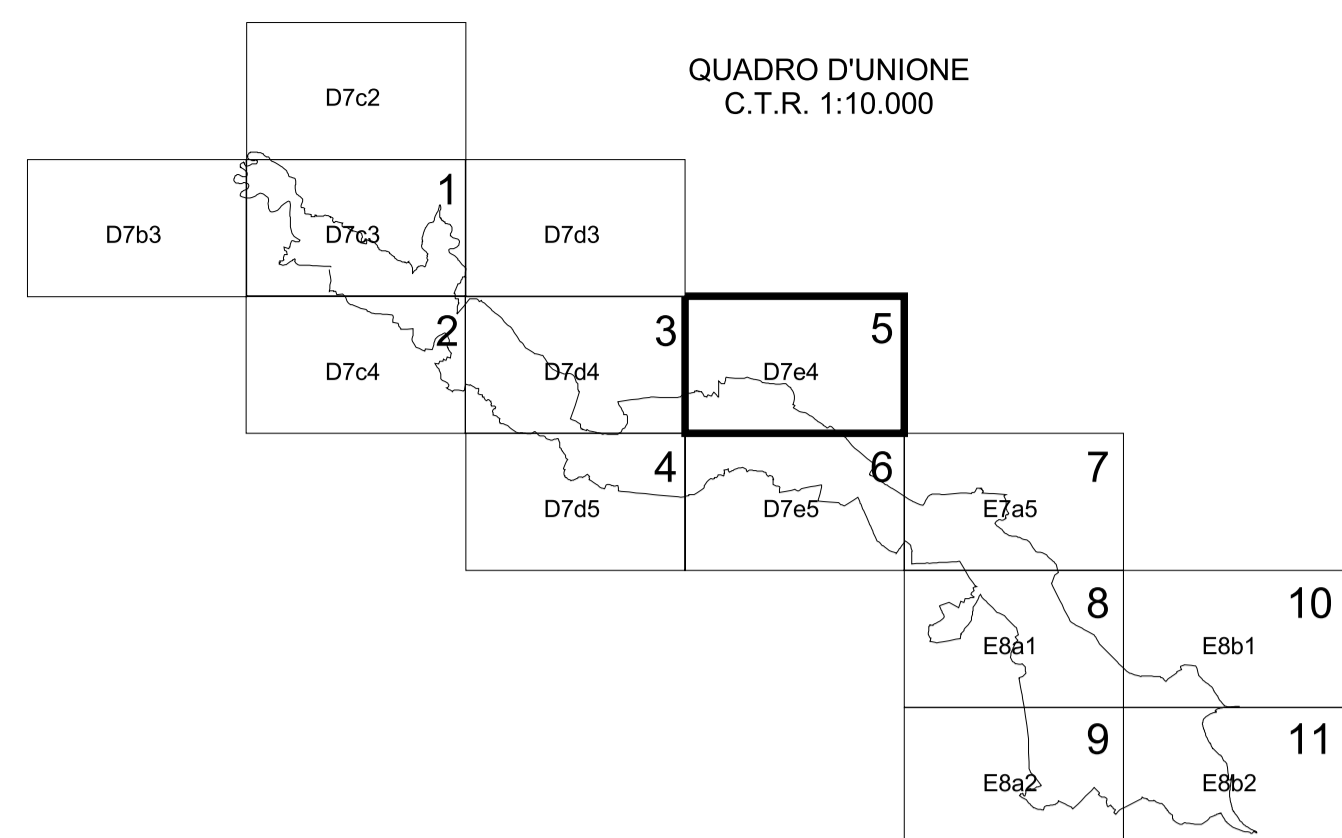 QUADRO D'UNIONE
C.T.R. 1:10.000
D7c2
1
D7b3
D7c3
D7d3
2
3
5
D7c4
D7d4
D7e4
4
6
7
D7d5
D7e5
E7a5
8
10
E8a1
E8b1
9
11
E8a2
E8b2